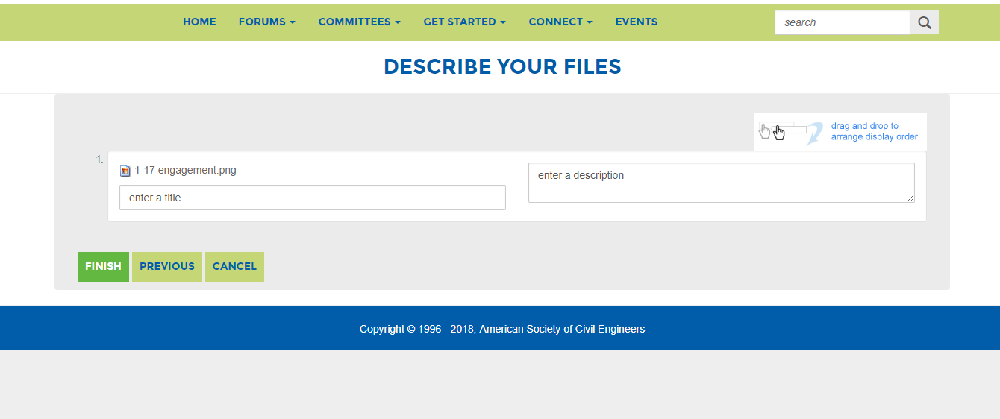 HOME FORUMS COMMITTEES GET STARTED CONNECT EVENTS search
DESCRIBE YOUR FILES
drag and drop to
arrange display order
1.
1-17 engagement.png
enter a title
enter a description
FINISH PREVIOUS CANCEL
Copyright © 1996 - 2018, American Society of Civil Engineers